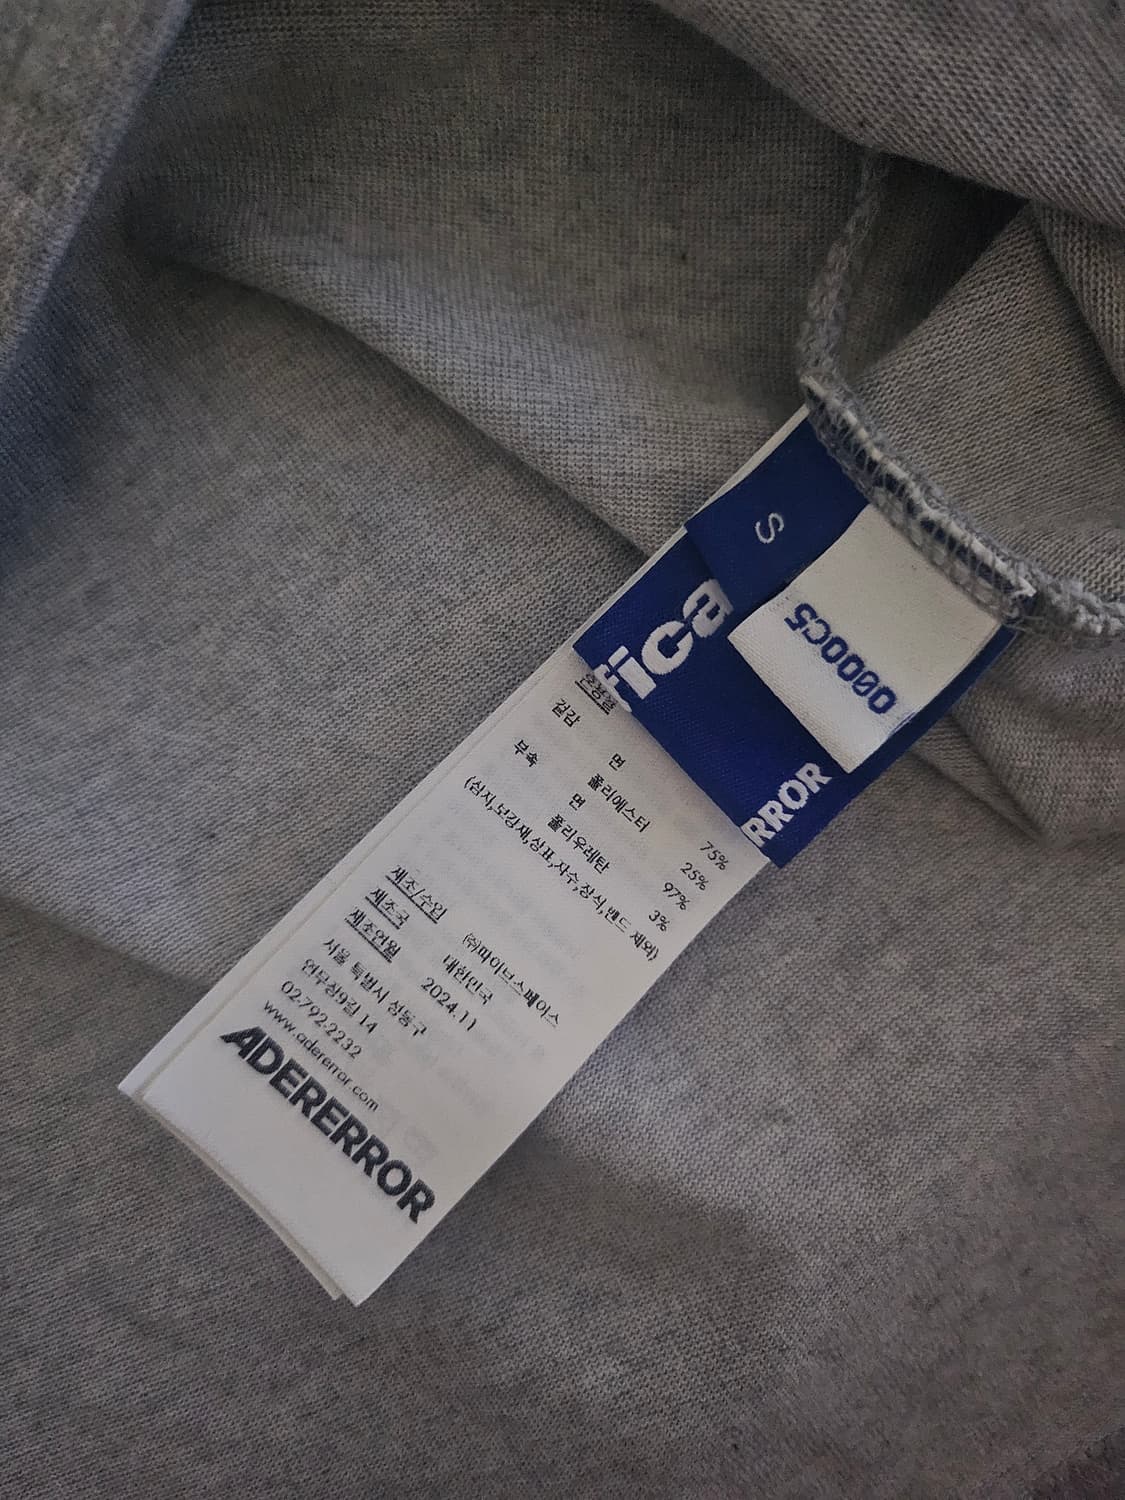 S
0000C5
fica
RROR
혼용률
겉감 면 75%
폴리에스터 25%
부속 면 97%
폴리우레탄 3%
(심지,보강재,상표,자수,장식,밴드 제외)
제조/수입 (주)파이브스페이스
제조국 대한민국
제조연월 2024.11
서울 특별시 성동구
연무장9길 14
02-792-2232
www.adererror.com
ADERERROR